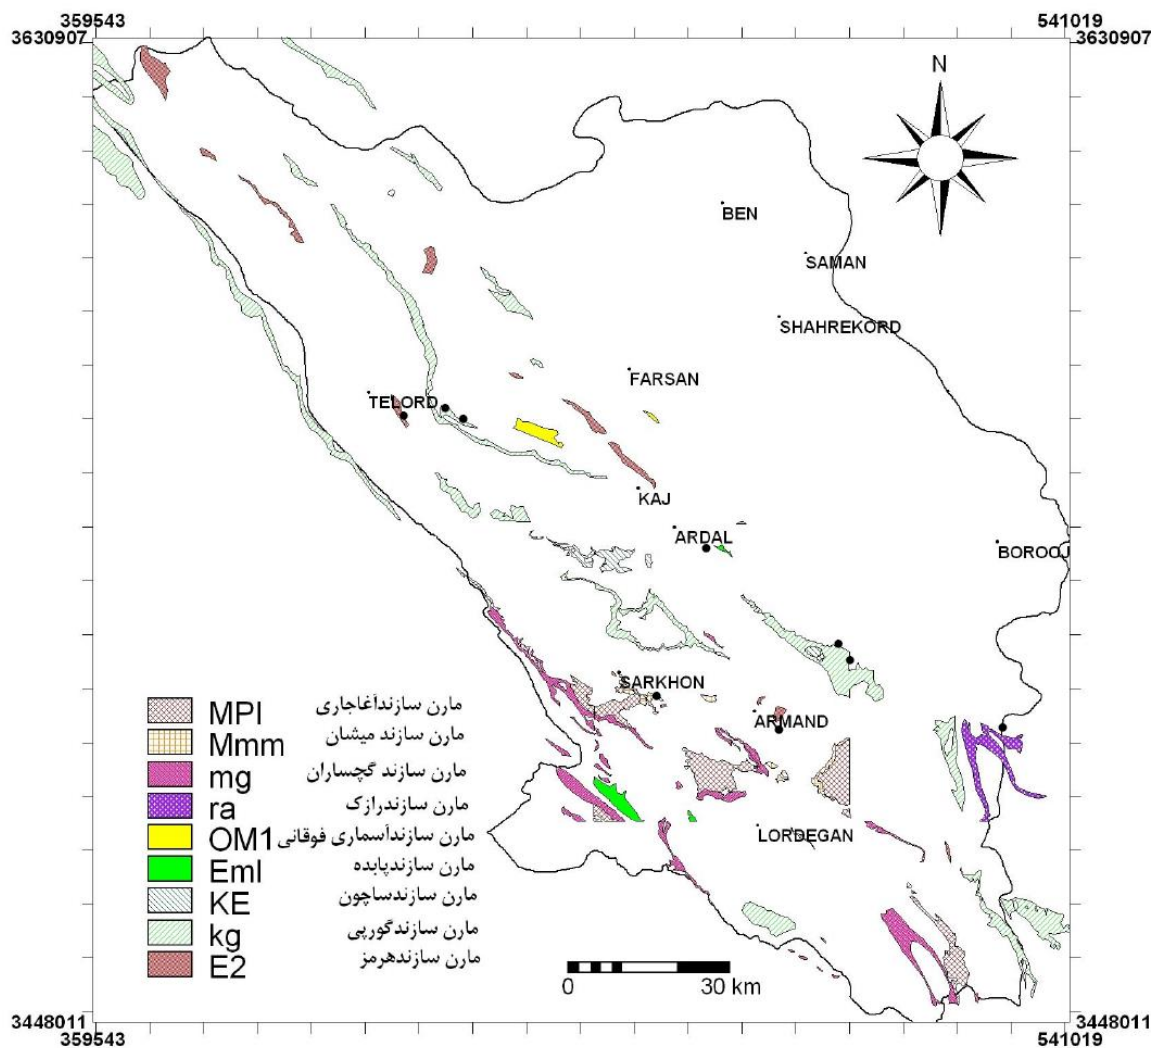 359543
541019
3630907
3630907
N
BEN
SAMAN
SHAHREKORD
FARSAN
TELORD
KAJ
ARDAL
BOROOJ
SARKHON
ARMAND
LORDEGAN
MPI مارن سازندآغاجاری
Mmm مارن سازند میشان
mg مارن سازند گچساران
ra مارن سازندرازک
OM1 مارن سازندآسماری فوقانی
Eml مارن سازندپابده
KE مارن سازندساچون
kg مارن سازندگورپی
E2 مارن سازندهرمز
0 30 km
3448011
3448011
359543
541019